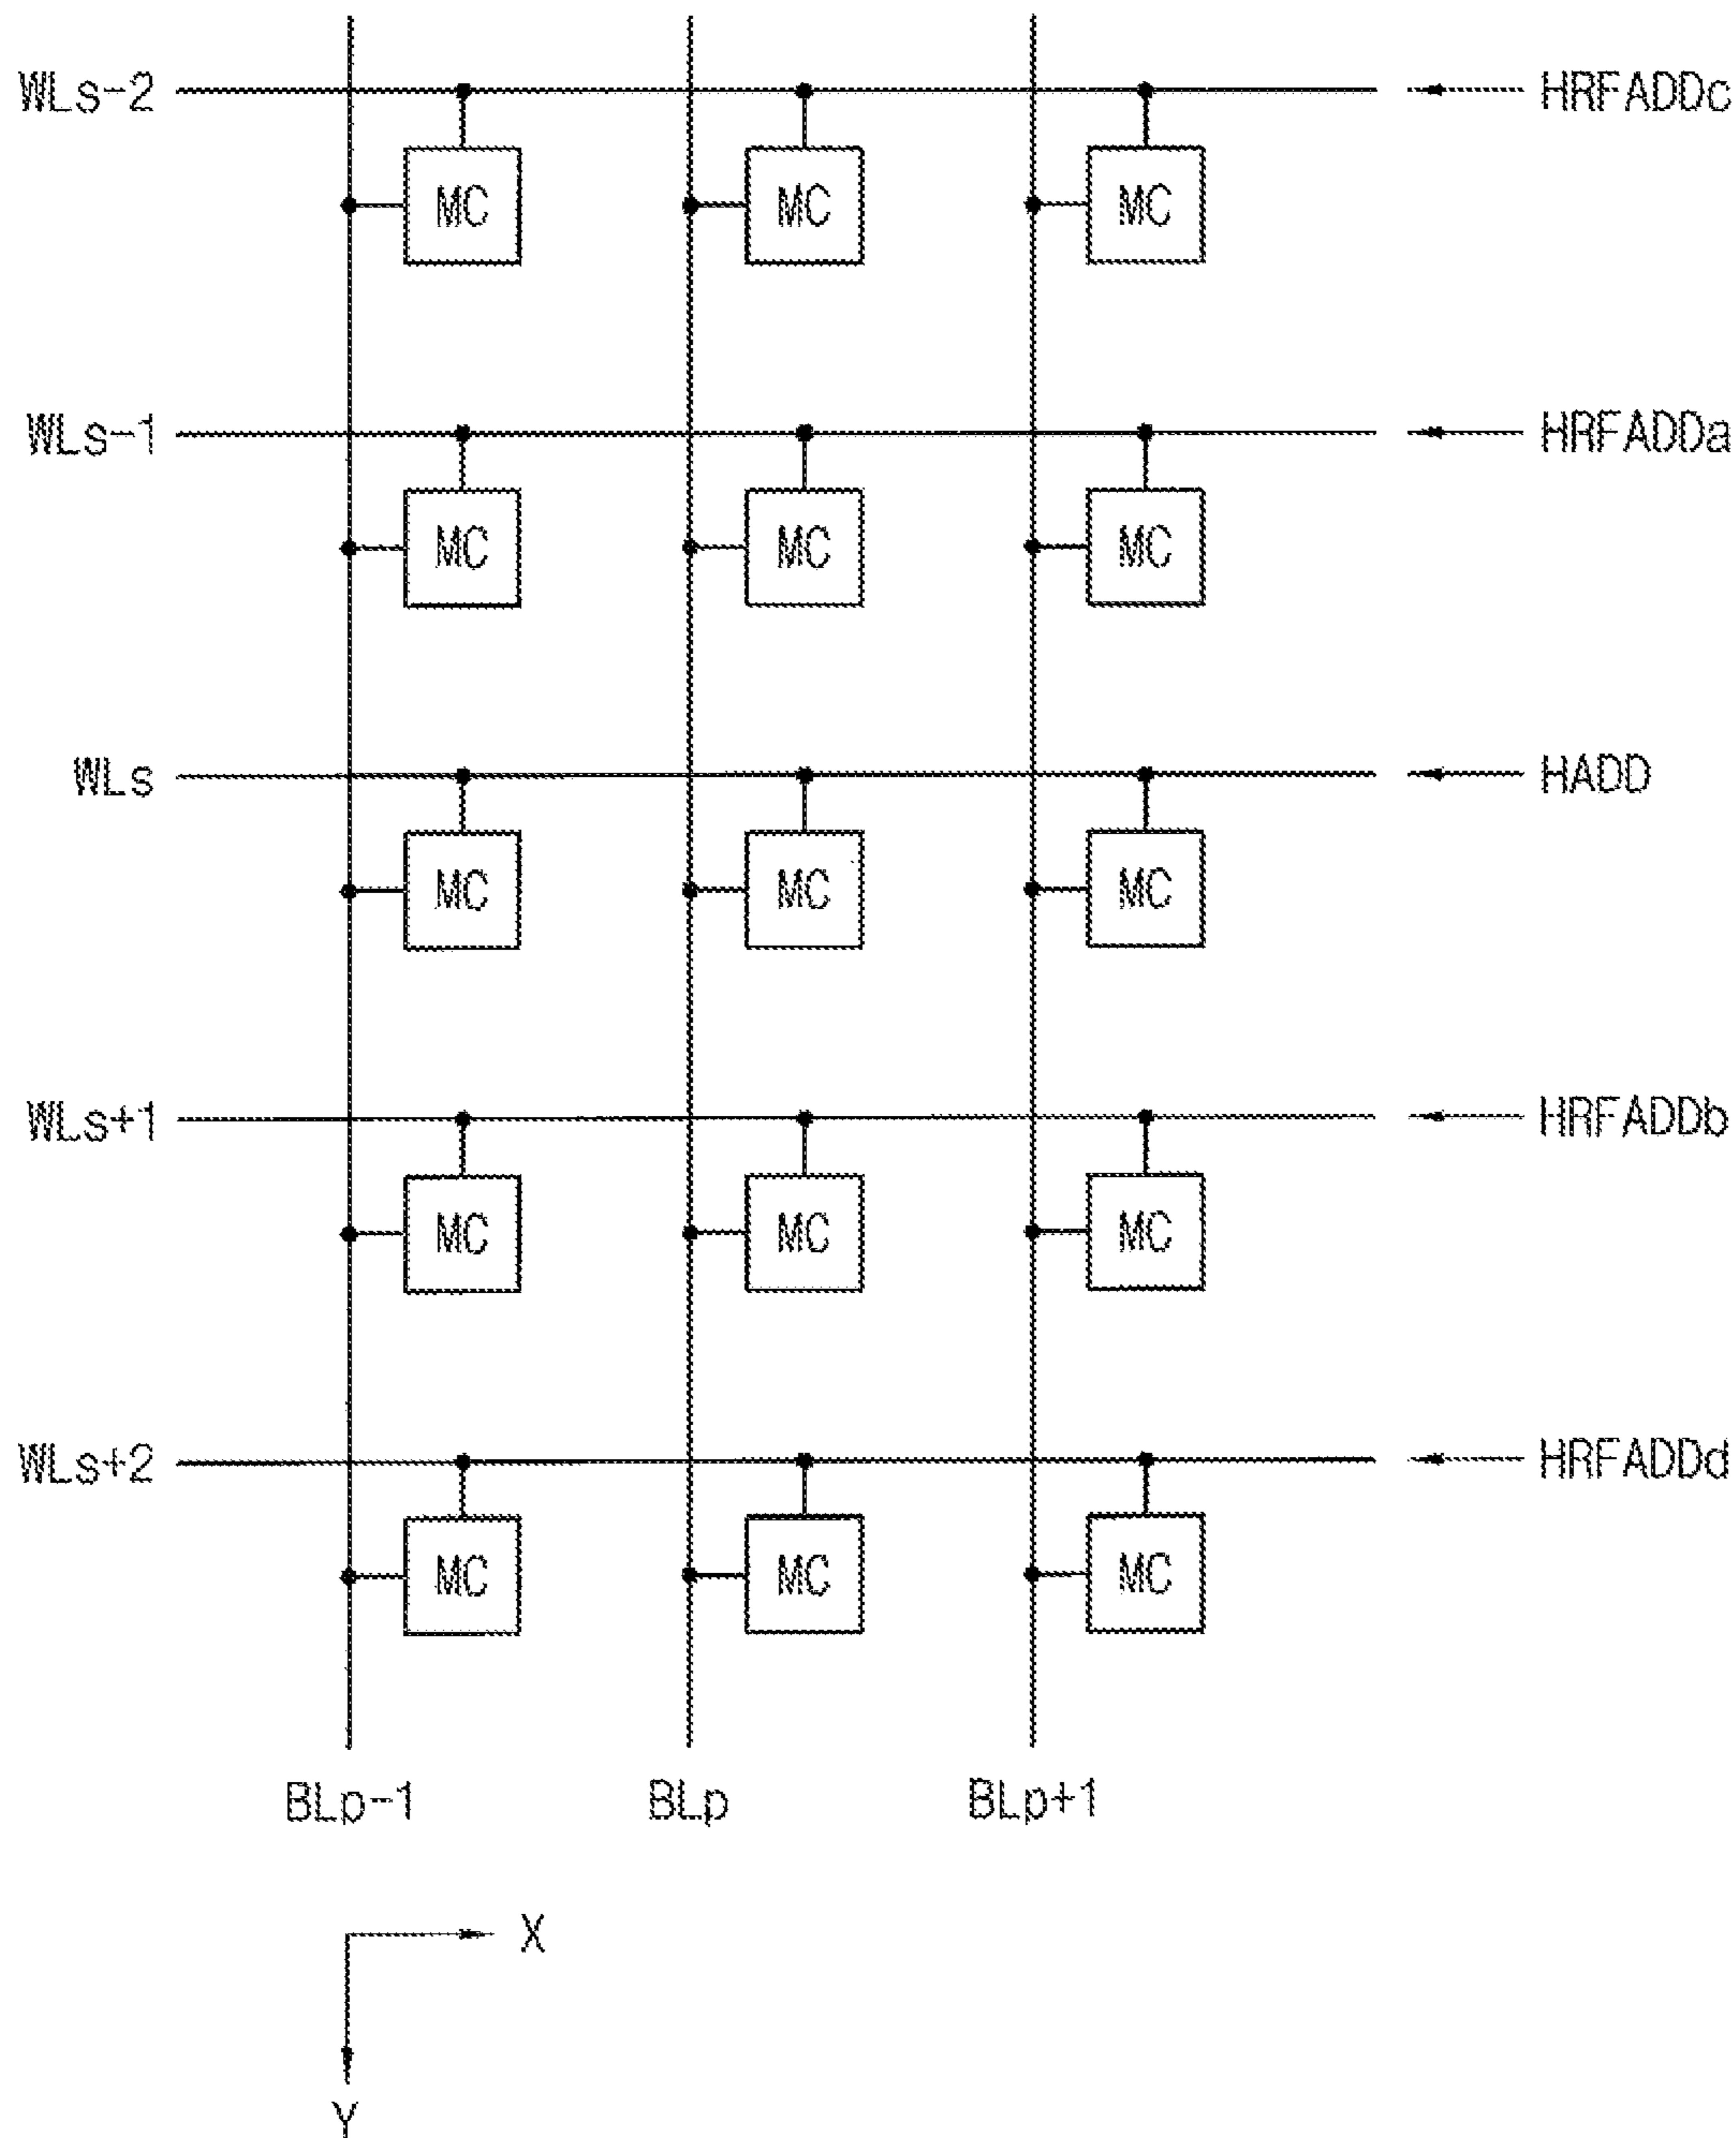 WLs-2 HRFADDc
MC MC MC
WLs-1 HRFADDa
MC MC MC
WLs HADD
MC MC MC
WLs+1 HRFADDb
MC MC MC
WLs+2 HRFADDd
MC MC MC
BLp-1 BLp BLp+1
X
Y